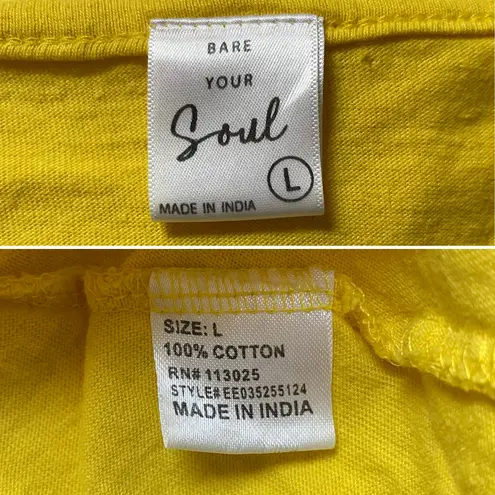 BARE
YOUR
Soul
L
MADE IN INDIA
SIZE: L
100% COTTON
RN# 113025
STYLE#EE035255124
MADE IN INDIA